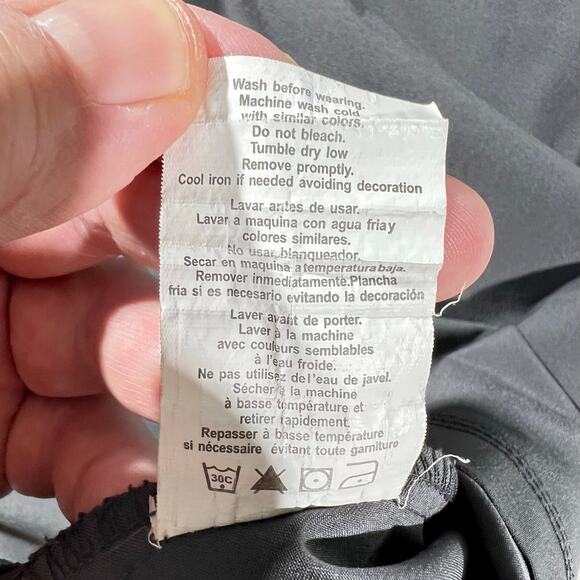 Wash before wearing.
Machine wash cold
with similar colors.
Do not bleach.
Tumble dry low
Remove promptly.
Cool iron if needed avoiding decoration
Lavar antes de usar.
Lavar a maquina con agua friay
colores similares.
No usar blanqueador.
Secar en maquina a temperatura baja.
Remover inmediatamente.Plancha
fria si es necesario evitando la decoración
Laver avant de porter.
Laver à la machine
avec couleurs semblables
à l'eau froide.
Ne pas utilisez de l'eau de javel.
Sécher à la machine
à basse température et
retirer rapidement.
Repasser à basse température
si nécessaire évitant toute garniture
30C